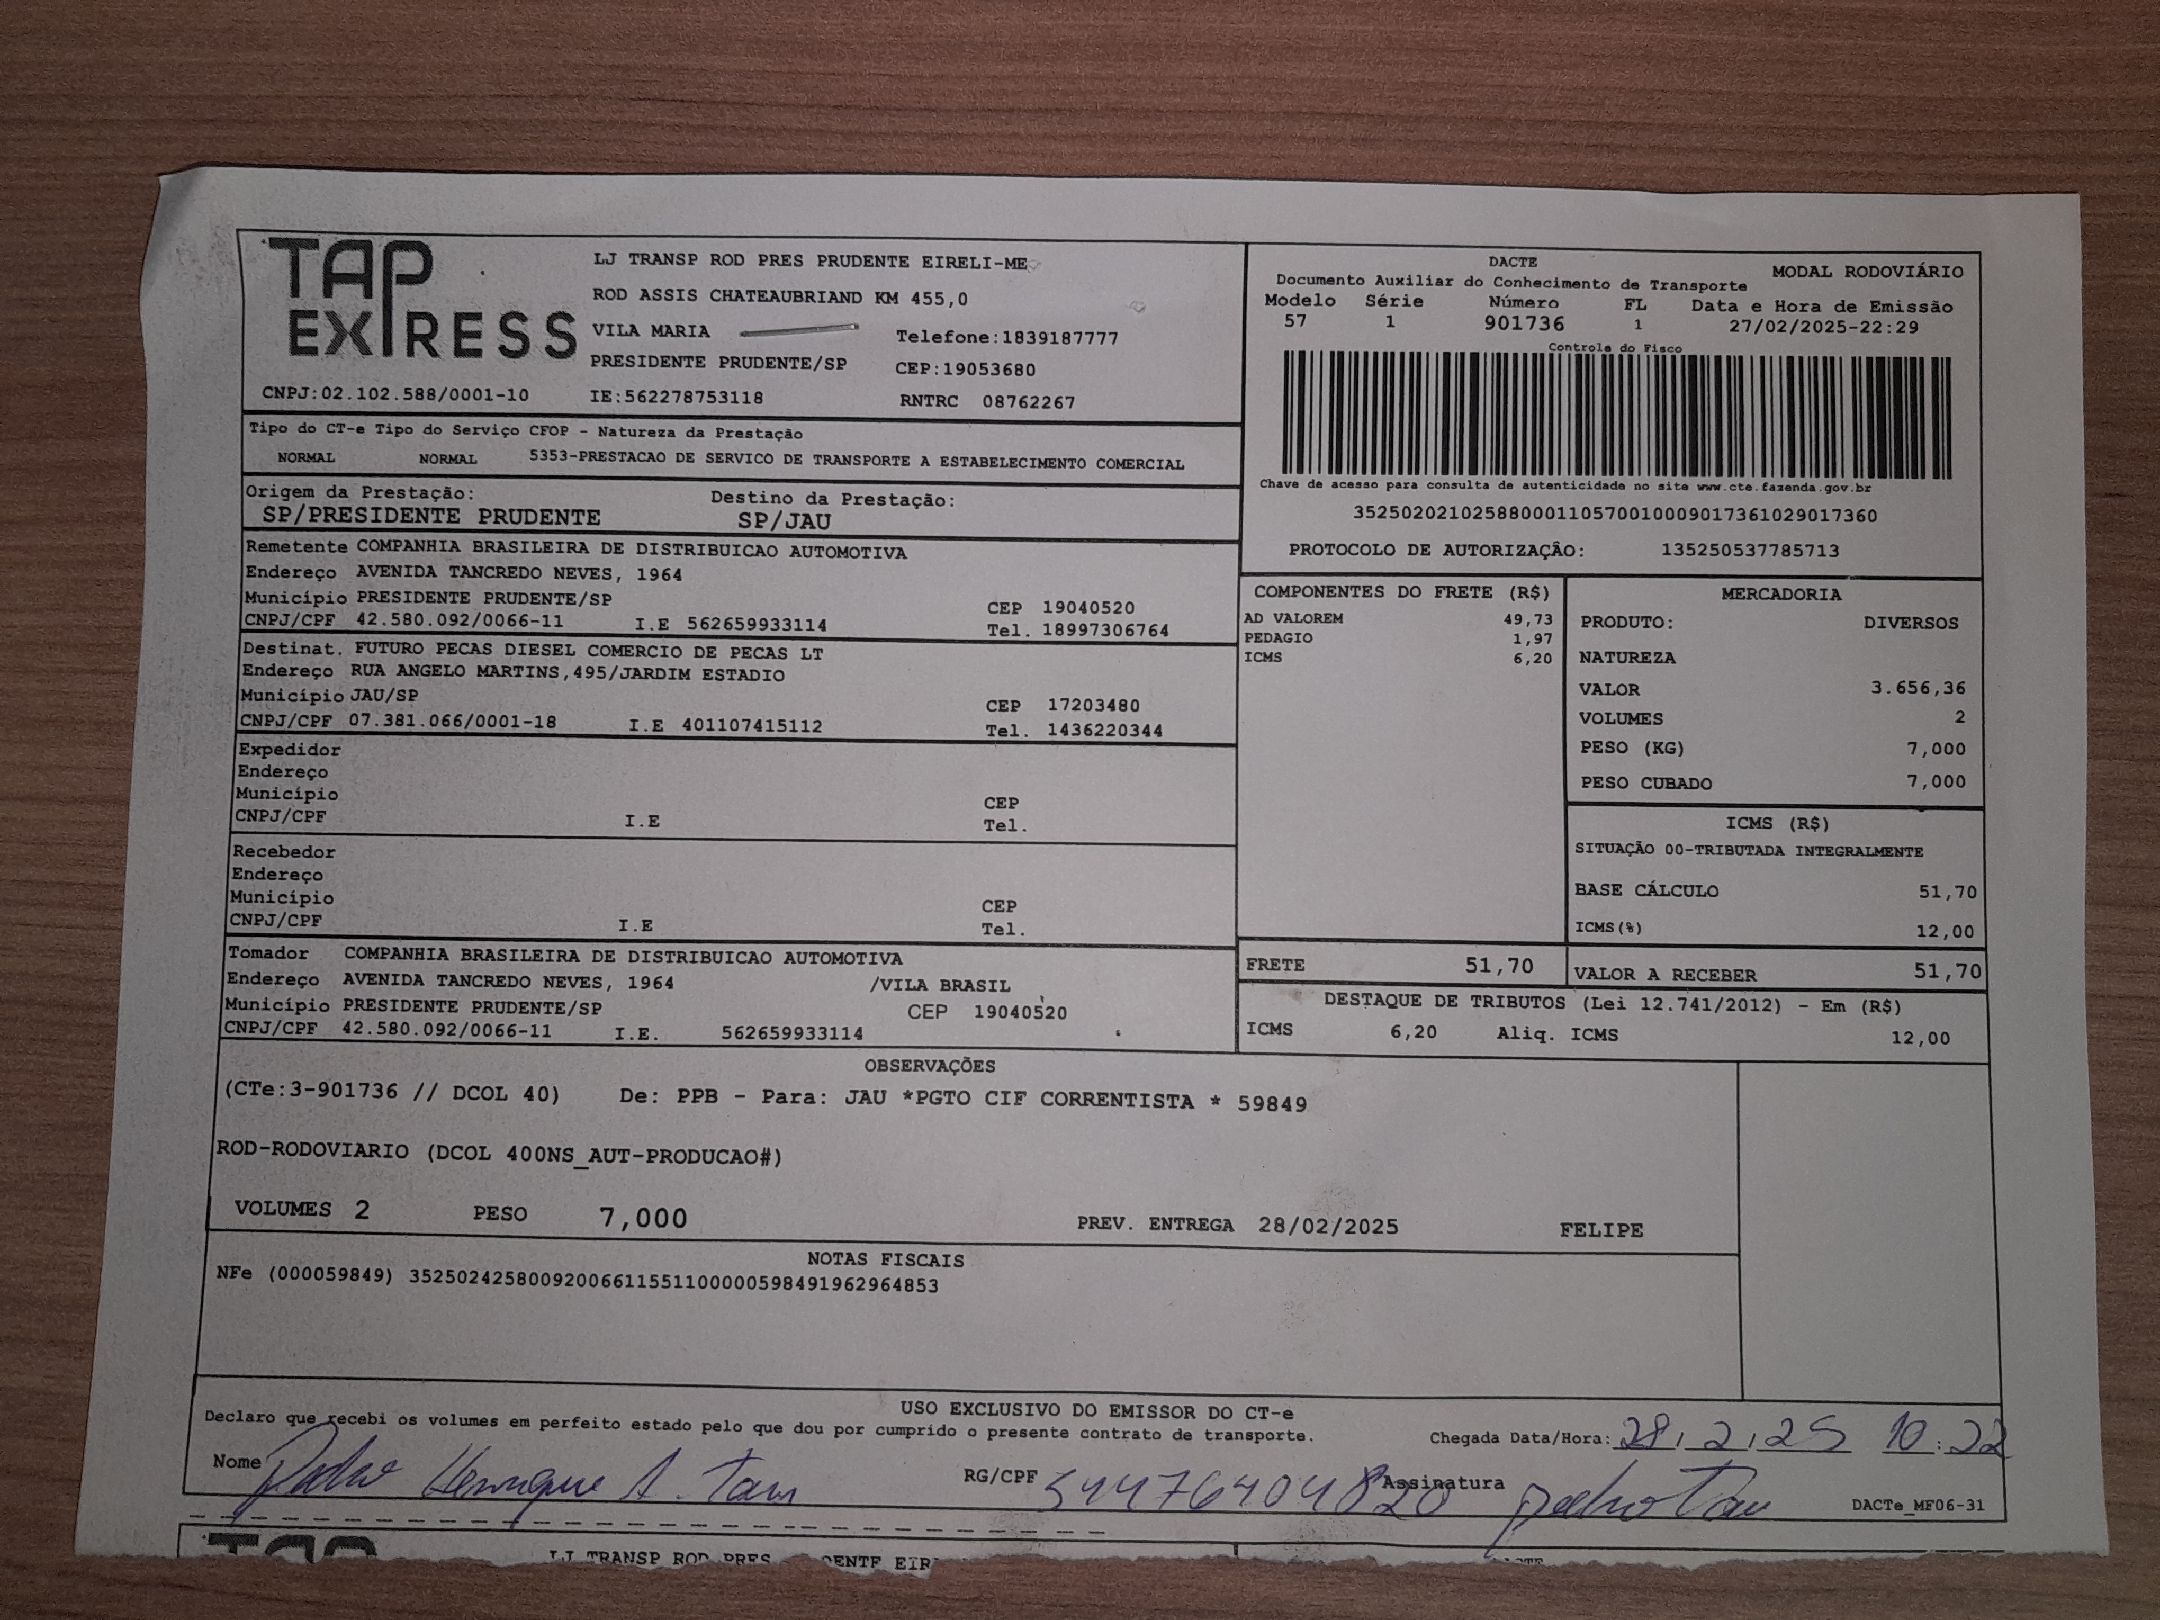 TAP EXPRESS
LJ TRANSP ROD PRES PRUDENTE EIRELI-ME
ROD ASSIS CHATEAUBRIAND KM 455,0
VILA MARIA Telefone:1839187777
PRESIDENTE PRUDENTE/SP CEP:19053680
CNPJ:02.102.588/0001-10 IE:562278753118 RNTRC 08762267
DACTE MODAL RODOVIÁRIO
Documento Auxiliar do Conhecimento de Transporte
Modelo Série Número FL Data e Hora de Emissão
57 1 901736 1 27/02/2025-22:29
Controle do Fisco
Chave de acesso para consulta de autenticidade no site www.cte.fazenda.gov.br
35250202102588000110570010009017361029017360
PROTOCOLO DE AUTORIZAÇÃO: 135250537785713
Tipo do CT-e Tipo do Serviço CFOP - Natureza da Prestação
NORMAL NORMAL 5353-PRESTACAO DE SERVICO DE TRANSPORTE A ESTABELECIMENTO COMERCIAL
Origem da Prestação: Destino da Prestação:
SP/PRESIDENTE PRUDENTE SP/JAU
Remetente COMPANHIA BRASILEIRA DE DISTRIBUICAO AUTOMOTIVA
Endereço AVENIDA TANCREDO NEVES, 1964
Município PRESIDENTE PRUDENTE/SP CEP 19040520
CNPJ/CPF 42.580.092/0066-11 I.E 562659933114 Tel. 18997306764
Destinat. FUTURO PECAS DIESEL COMERCIO DE PECAS LT
Endereço RUA ANGELO MARTINS,495/JARDIM ESTADIO
Município JAU/SP CEP 17203480
CNPJ/CPF 07.381.066/0001-18 I.E 401107415112 Tel. 1436220344
Expedidor
Endereço
Município CEP
CNPJ/CPF I.E Tel.
Recebedor
Endereço
Município CEP
CNPJ/CPF I.E Tel.
Tomador COMPANHIA BRASILEIRA DE DISTRIBUICAO AUTOMOTIVA
Endereço AVENIDA TANCREDO NEVES, 1964 /VILA BRASIL
Município PRESIDENTE PRUDENTE/SP CEP 19040520
CNPJ/CPF 42.580.092/0066-11 I.E. 562659933114
COMPONENTES DO FRETE (R$)
AD VALOREM 49,73
PEDAGIO 1,97
ICMS 6,20
MERCADORIA
PRODUTO: DIVERSOS
NATUREZA
VALOR 3.656,36
VOLUMES 2
PESO (KG) 7,000
PESO CUBADO 7,000
ICMS (R$)
SITUAÇÃO 00-TRIBUTADA INTEGRALMENTE
BASE CÁLCULO 51,70
ICMS(%) 12,00
FRETE 51,70 VALOR A RECEBER 51,70
DESTAQUE DE TRIBUTOS (Lei 12.741/2012) - Em (R$)
ICMS 6,20 Aliq. ICMS 12,00
OBSERVAÇÕES
(CTe:3-901736 // DCOL 40) De: PPB - Para: JAU *PGTO CIF CORRENTISTA * 59849
ROD-RODOVIARIO (DCOL 400NS_AUT-PRODUCAO#)
VOLUMES 2 PESO 7,000 PREV. ENTREGA 28/02/2025 FELIPE
NOTAS FISCAIS
NFe (000059849) 35250242580092006611551100000598491962964853
USO EXCLUSIVO DO EMISSOR DO CT-e
Declaro que recebi os volumes em perfeito estado pelo que dou por cumprido o presente contrato de transporte.
Chegada Data/Hora: 28/2/25 10:22
Nome Pedro Henrique A. RG/CPF 54476404820 Assinatura Pedro
DACTe_MF06-31
LJ TRANSP ROD PRES